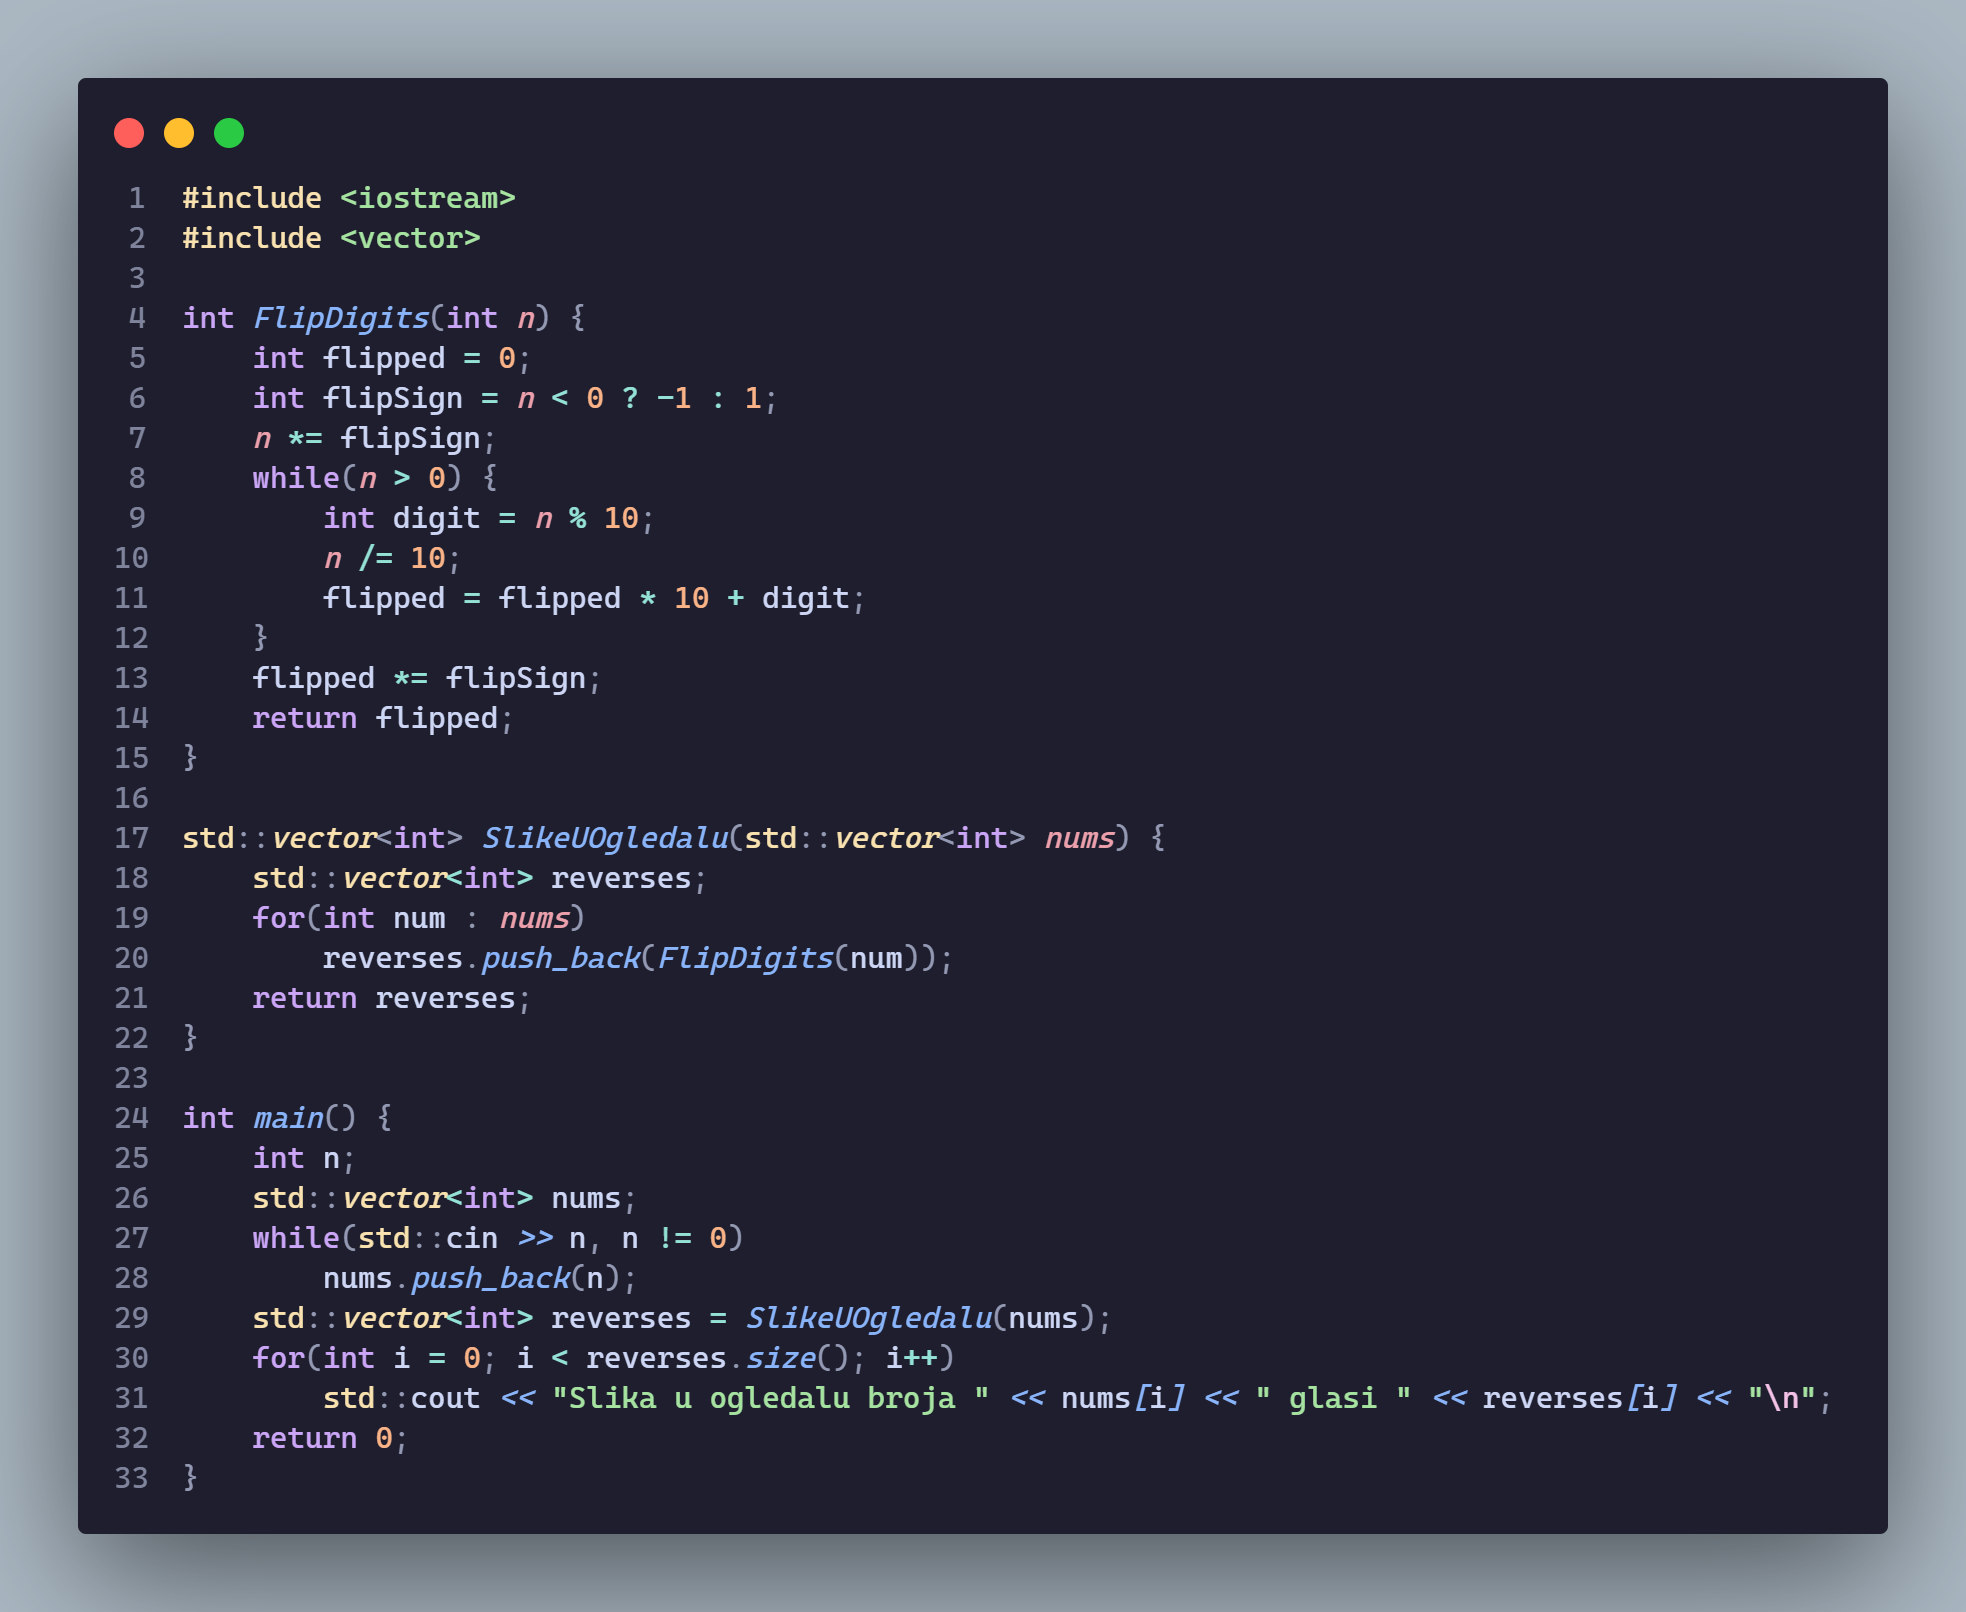 1 #include <iostream>
2 #include <vector>
3
4 int FlipDigits(int n) {
5     int flipped = 0;
6     int flipSign = n < 0 ? -1 : 1;
7     n *= flipSign;
8     while(n > 0) {
9         int digit = n % 10;
10         n /= 10;
11         flipped = flipped * 10 + digit;
12     }
13     flipped *= flipSign;
14     return flipped;
15 }
16
17 std::vector<int> SlikeUOgledalu(std::vector<int> nums) {
18     std::vector<int> reverses;
19     for(int num : nums)
20         reverses.push_back(FlipDigits(num));
21     return reverses;
22 }
23
24 int main() {
25     int n;
26     std::vector<int> nums;
27     while(std::cin >> n, n != 0)
28         nums.push_back(n);
29     std::vector<int> reverses = SlikeUOgledalu(nums);
30     for(int i = 0; i < reverses.size(); i++)
31         std::cout << "Slika u ogledalu broja " << nums[i] << " glasi " << reverses[i] << "\n";
32     return 0;
33 }